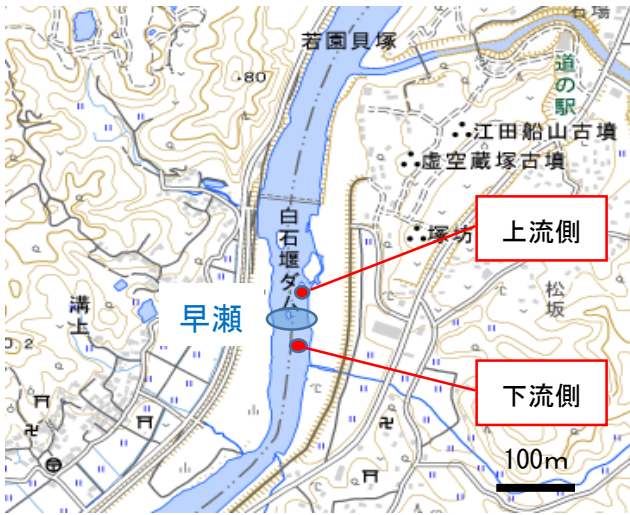 若園貝塚
石場
・80
道の駅
江田船山古墳
虚空蔵塚古墳
塚坊
上流側
白石堰ダム
早瀬
溝上
松坂
下流側
100m